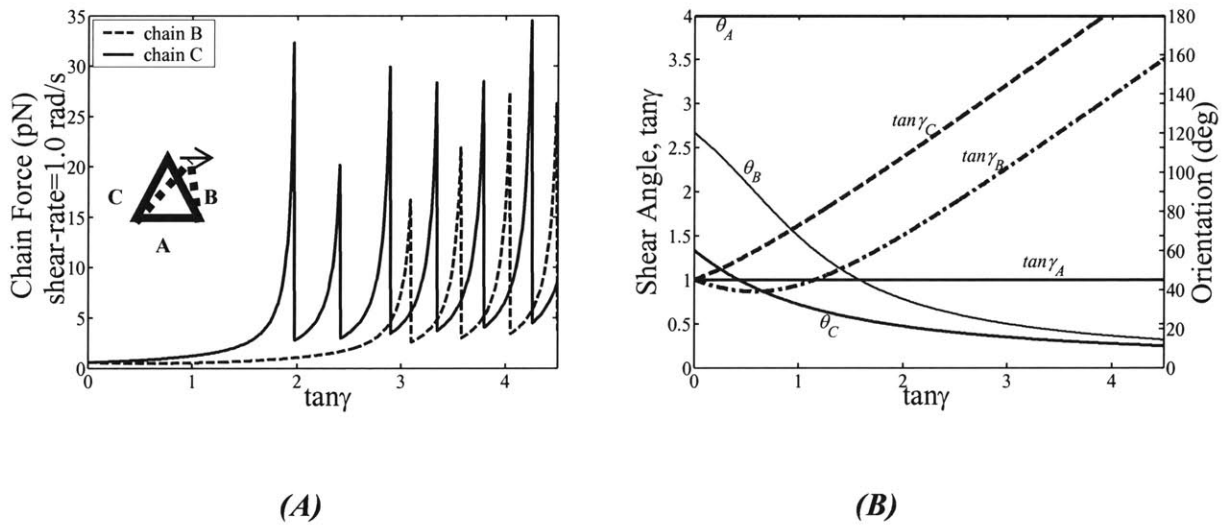 35
30
25
20
15
10
5
0
0
1
2
3
4
Chain Force (pN)
shear-rate=1.0 rad/s
tanγ
chain B
chain C
C
B
A
4
3.5
3
2.5
2
1.5
1
0.5
0
0
1
2
3
4
180
160
140
120
100
80
60
40
20
0
Shear Angle, tanγ
Orientation (deg)
tanγ
θA
tanγC
tanγB
θB
tanγA
θC
(A)
(B)